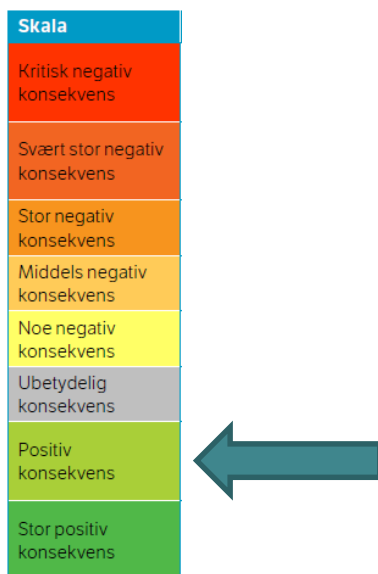 Skala
Kritisk negativ
konsekvens
Svært stor negativ
konsekvens
Stor negativ
konsekvens
Middels negativ
konsekvens
Noe negativ
konsekvens
Ubetydelig
konsekvens
Positiv
konsekvens
Stor positiv
konsekvens